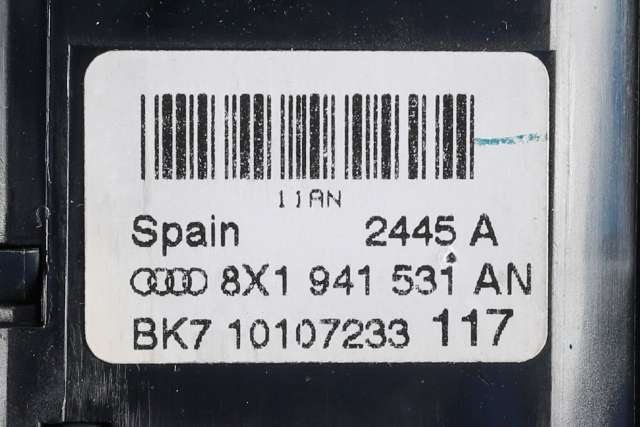 11AN
Spain 2445 A
8X1 941 531 AN
BK7 10107233 117